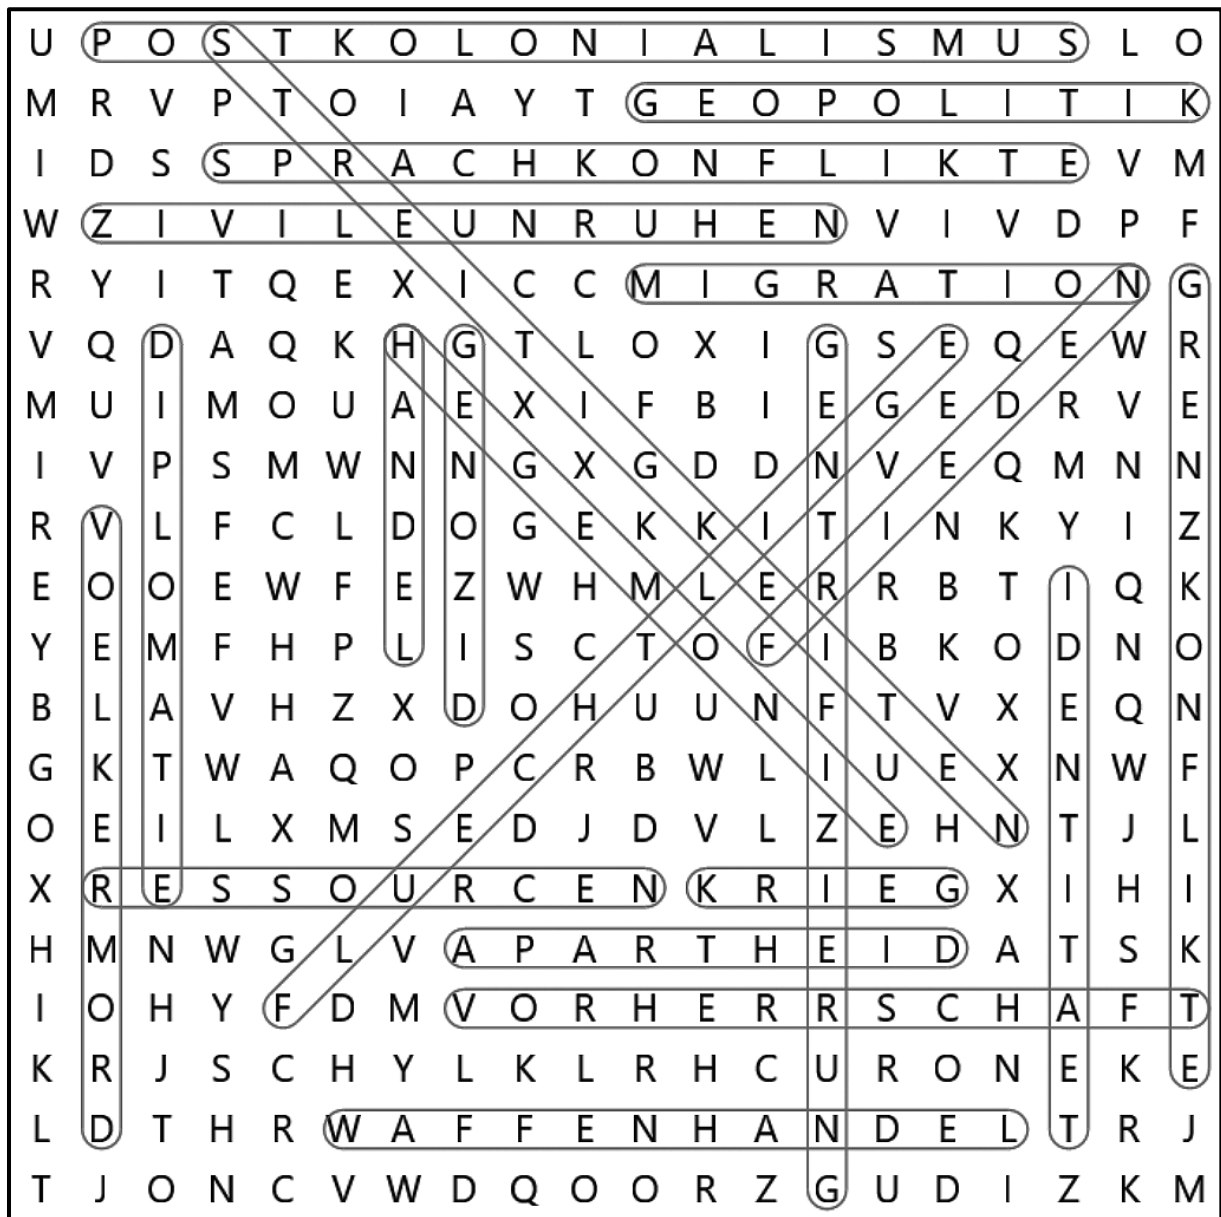 U P O S T K O L O N I A L I S M U S L O
M R V P T O I A Y T G E O P O L I T I K
I D S S P R A C H K O N F L I K T E V M
W Z I V I L E U N R U H E N V I V D P F
R Y I T Q E X I C C M I G R A T I O N G
V Q D A Q K H G T L O X I G S E Q E W R
M U I M O U A E X I F B I E G E D R V E
I V P S M W N N G X G D D N V E Q M N N
R V L F C L D O G E K K I T I N K Y I Z
E O O E W F E Z W H M L E R R B T I Q K
Y E M F H P L I S C T O F I B K O D N O
B L A V H Z X D O H U U N F T V X E Q N
G K T W A Q O P C R B W L I U E X N W F
O E I L X M S E D J D V L Z E H N T J L
X R E S S O U R C E N K R I E G X I H I
H M N W G L V A P A R T H E I D A T S K
I O H Y F D M V O R H E R R S C H A F T
K R J S C H Y L K L R H C U R O N E K E
L D T H R W A F F E N H A N D E L T R J
T J O N C V W D Q O O R Z G U D I Z K M